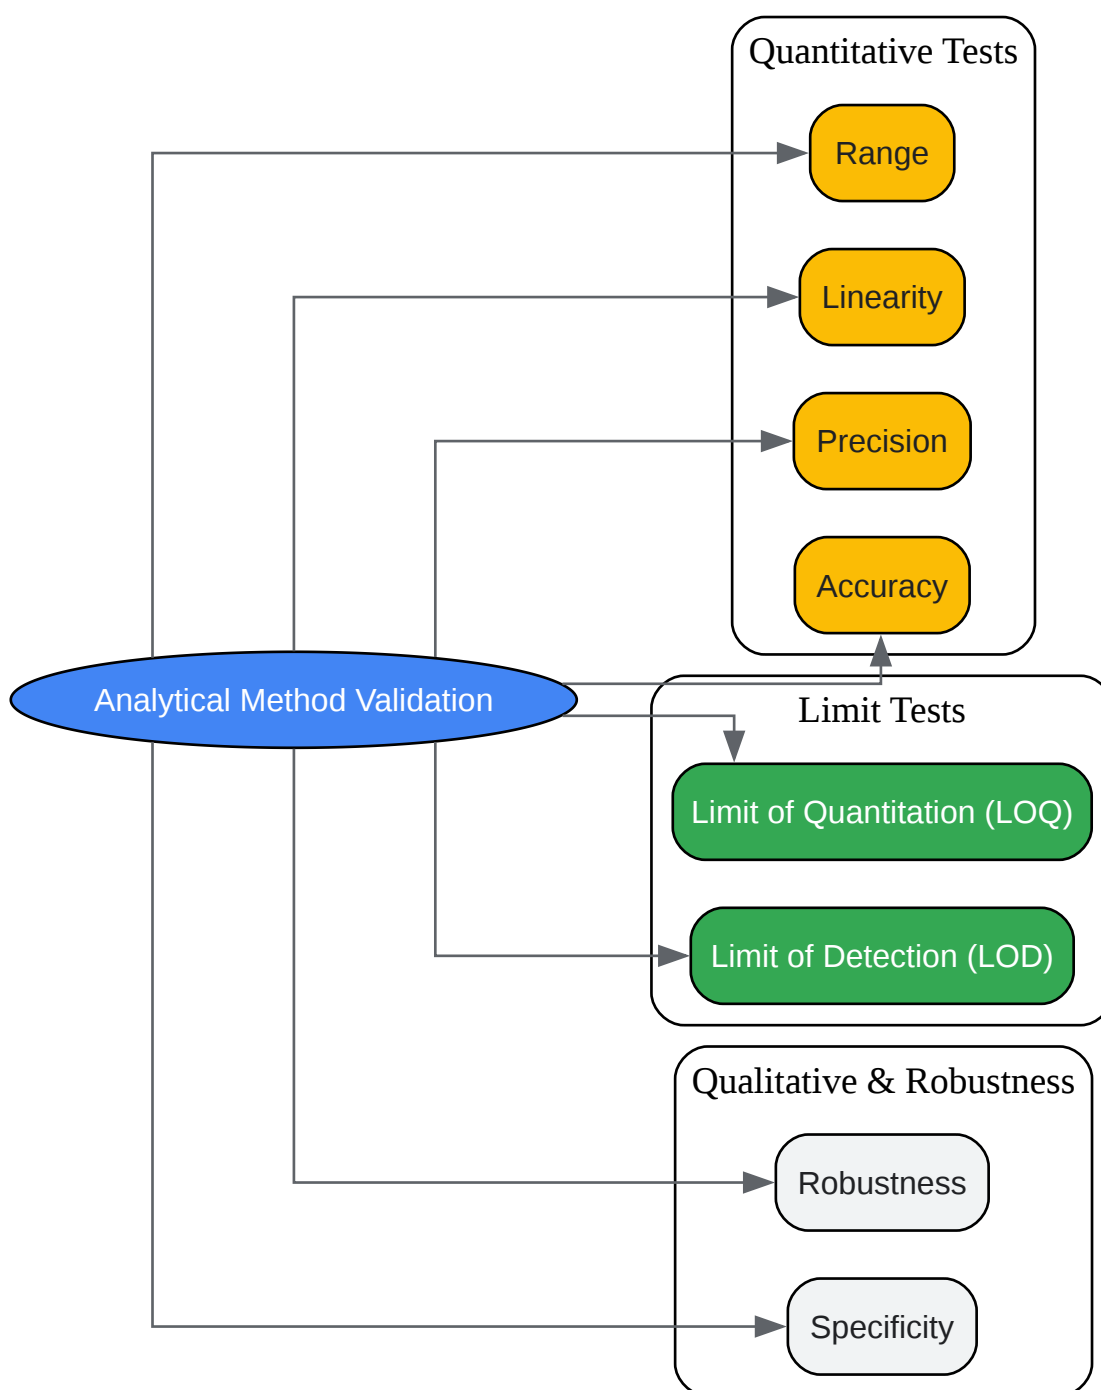 Quantitative Tests
Range
Linearity
Precision
Accuracy
Analytical Method Validation
Limit Tests
Limit of Quantitation (LOQ)
Limit of Detection (LOD)
Qualitative & Robustness
Robustness
Specificity